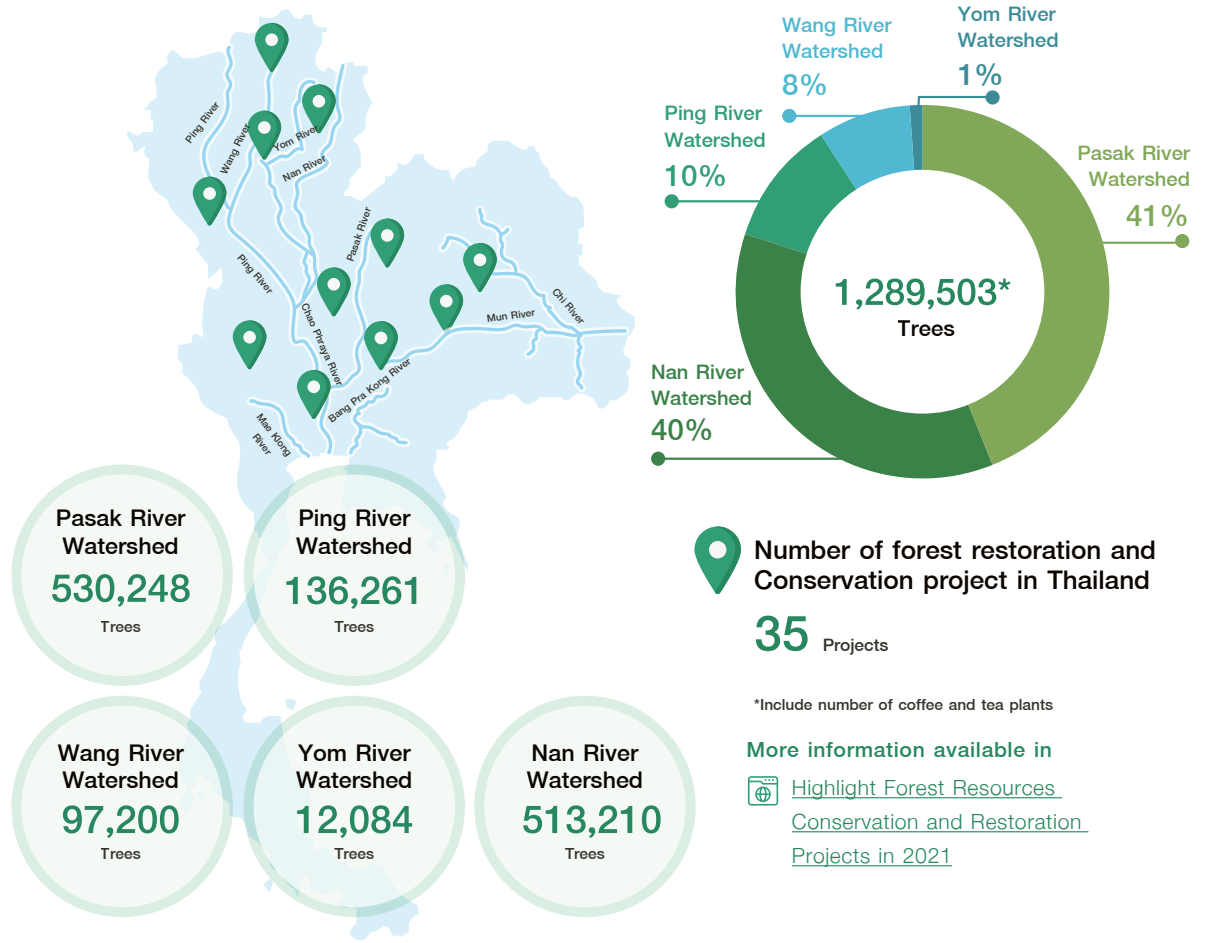 Ping River
Wang River
Yom River
Nan River
Ping River
Pasak River
Chao Phraya River
Mun River
Chi River
Bang Pra Kong River
Mae Klong
River
Wang River
Watershed
8%
Yom River
Watershed
1%
Ping River
Watershed
10%
Pasak River
Watershed
41%
Nan River
Watershed
40%
1,289,503*
Trees
Pasak River
Watershed
530,248
Trees
Ping River
Watershed
136,261
Trees
Wang River
Watershed
97,200
Trees
Yom River
Watershed
12,084
Trees
Nan River
Watershed
513,210
Trees
Number of forest restoration and
Conservation project in Thailand
35 Projects
*Include number of coffee and tea plants
More information available in
Highlight Forest Resources
Conservation and Restoration
Projects in 2021